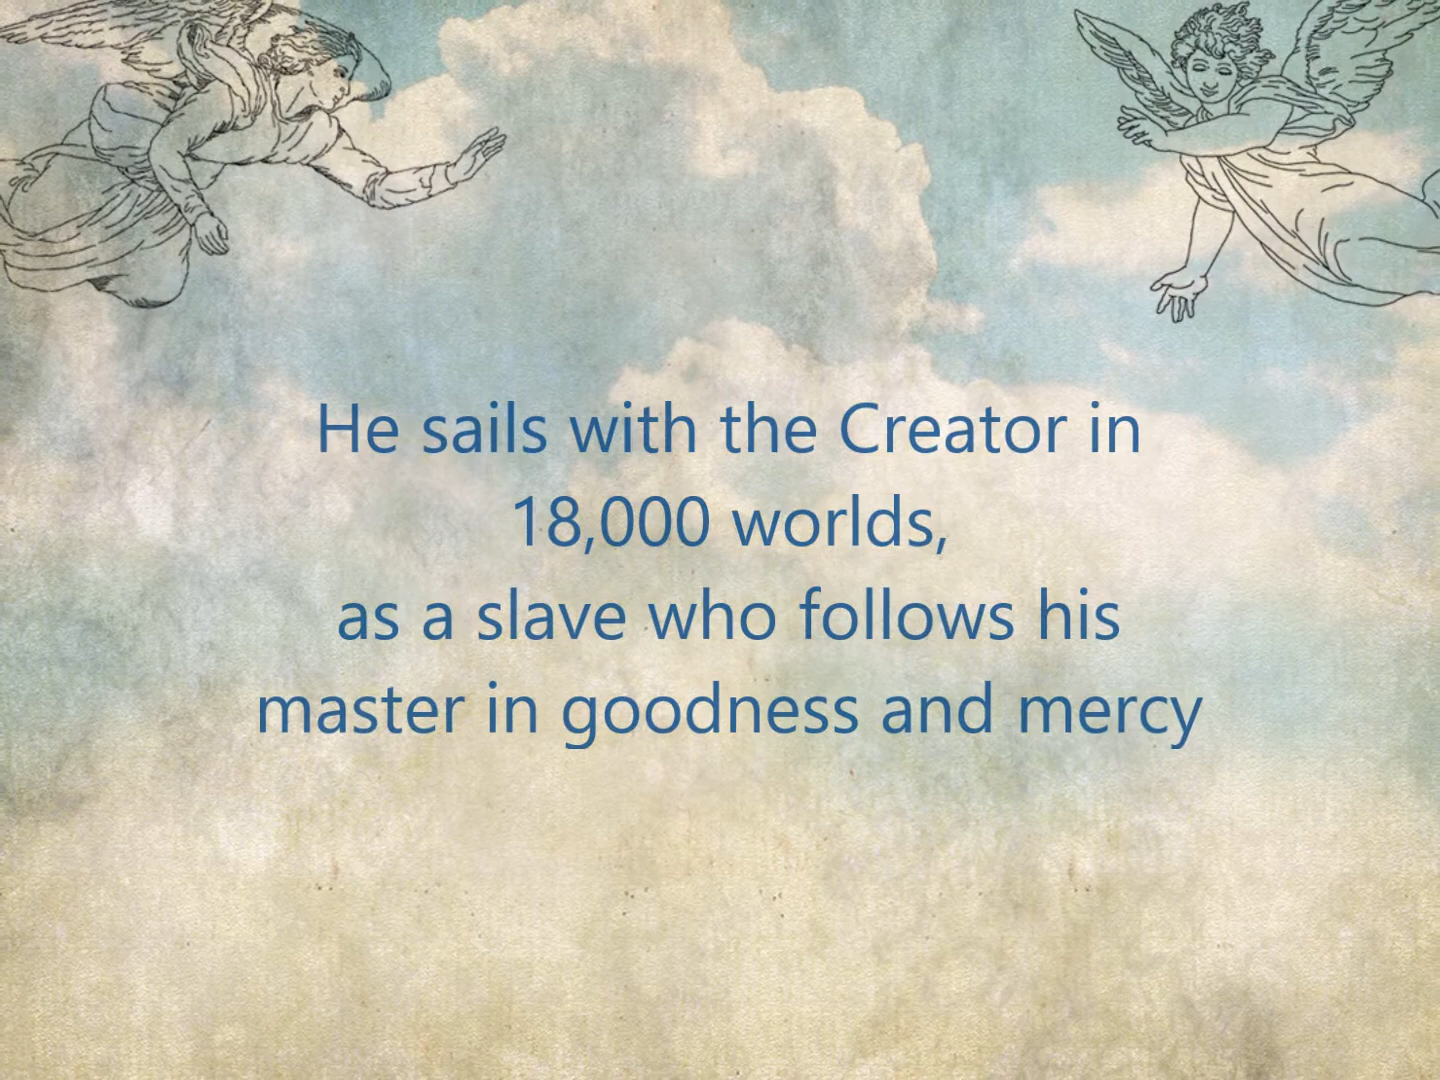 He sails with the Creator in
18,000 worlds,
as a slave who follows his
master in goodness and mercy